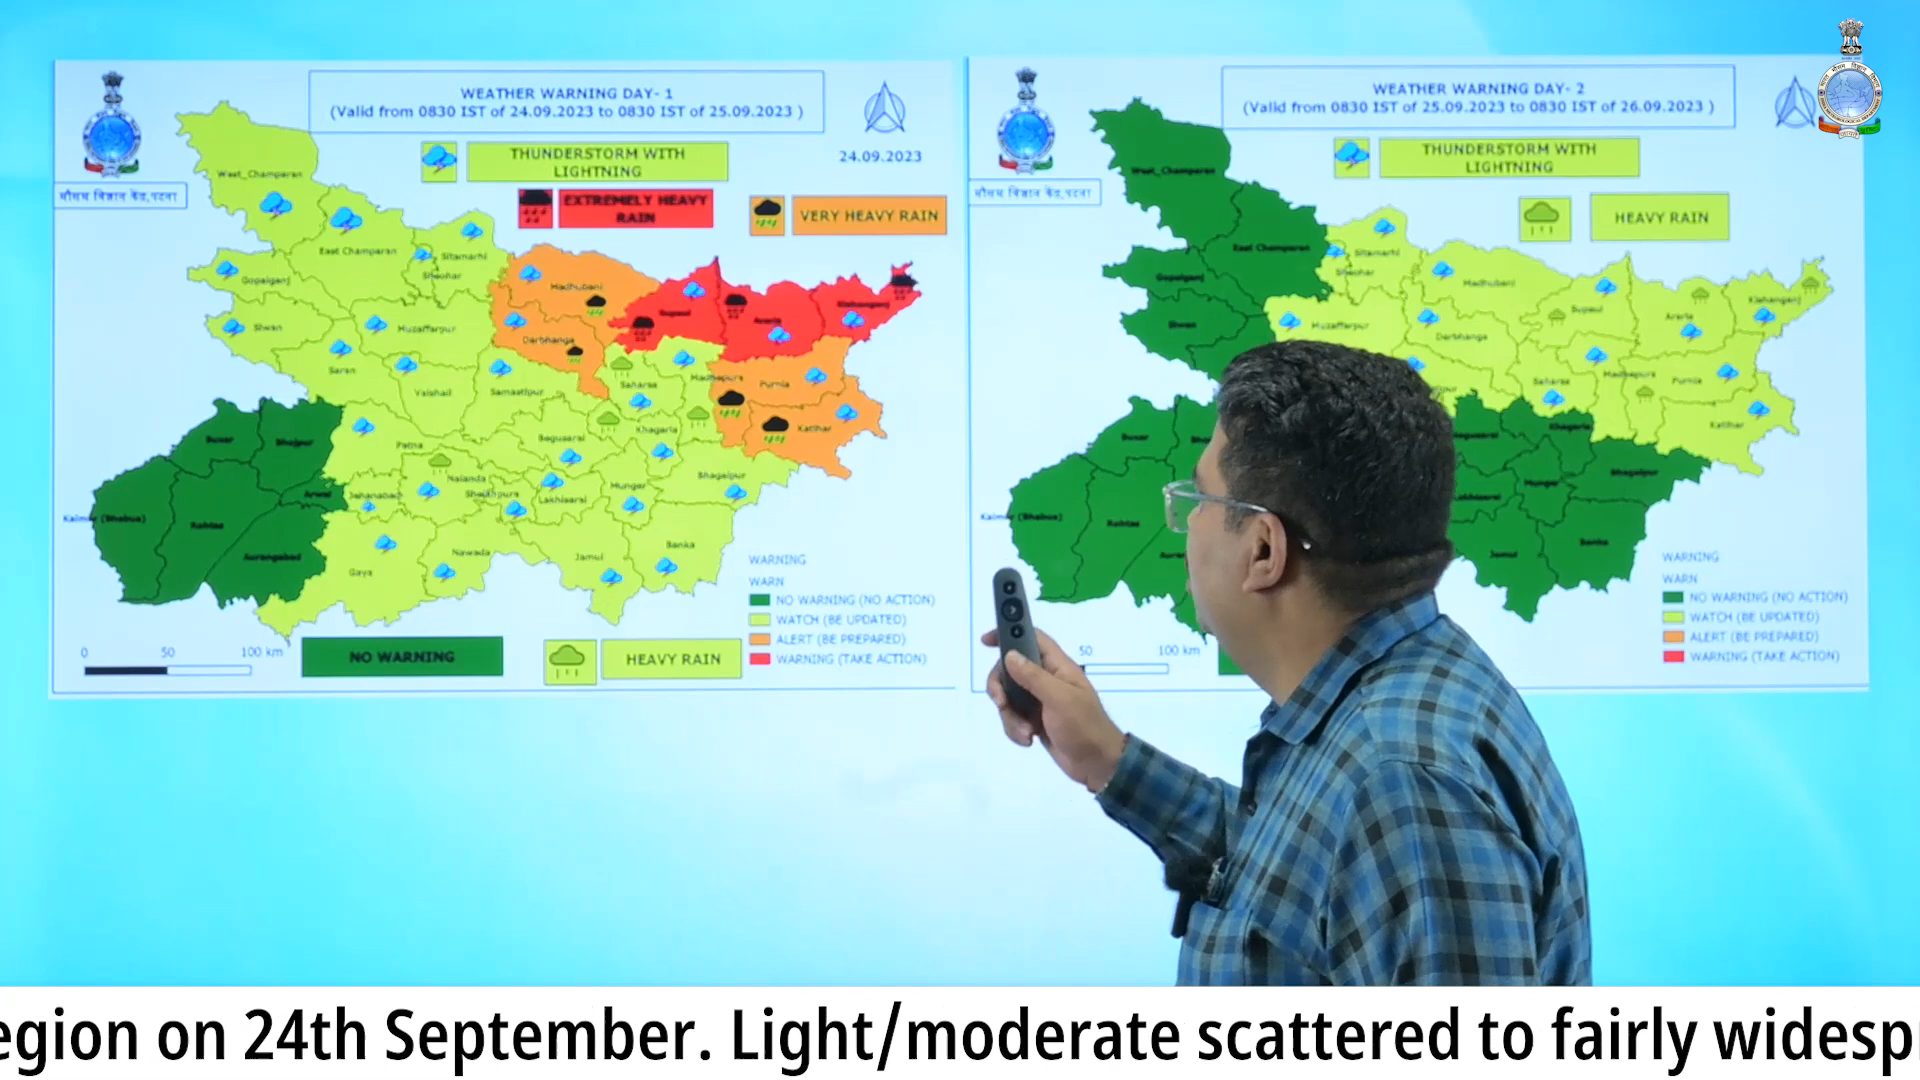 WEATHER WARNING DAY- 1
(Valid from 0830 IST of 24.09.2023 to 0830 IST of 25.09.2023 )
24.09.2023
मौसम विज्ञान केंद्र,पटना
THUNDERSTORM WITH
LIGHTNING
EXTREMELY HEAVY
RAIN
VERY HEAVY RAIN
West_Champaran
East Champaran
Sitamarhi
Sheohar
Gopalganj
Siwan
Muzaffarpur
Madhubani
Darbhanga
Supaul
Araria
Kishanganj
Saran
Vaishali
Samastipur
Saharsa
Madhepura
Purnia
Katihar
Buxar
Bhojpur
Patna
Begusarai
Khagaria
Bhagalpur
Nalanda
Arwal
Jehanabad
Sheikhpura
Lakhisarai
Munger
Kaimur (Bhabua)
Rohtas
Aurangabad
Gaya
Nawada
Jamui
Banka
WARNING
WARN
NO WARNING (NO ACTION)
WATCH (BE UPDATED)
ALERT (BE PREPARED)
WARNING (TAKE ACTION)
0 50 100 km
NO WARNING
HEAVY RAIN
WEATHER WARNING DAY- 2
(Valid from 0830 IST of 25.09.2023 to 0830 IST of 26.09.2023 )
मौसम विज्ञान केंद्र,पटना
THUNDERSTORM WITH
LIGHTNING
HEAVY RAIN
West_Champaran
East Champaran
Sitamarhi
Sheohar
Gopalganj
Siwan
Muzaffarpur
Madhubani
Darbhanga
Supaul
Araria
Kishanganj
Saharsa
Madhepura
Purnia
Katihar
Buxar
Khagaria
Bhagalpur
Munger
Kaimur (Bhabua)
Rohtas
Jamui
Banka
WARNING
WARN
NO WARNING (NO ACTION)
WATCH (BE UPDATED)
ALERT (BE PREPARED)
WARNING (TAKE ACTION)
50 100 km
egion on 24th September. Light/moderate scattered to fairly widesp